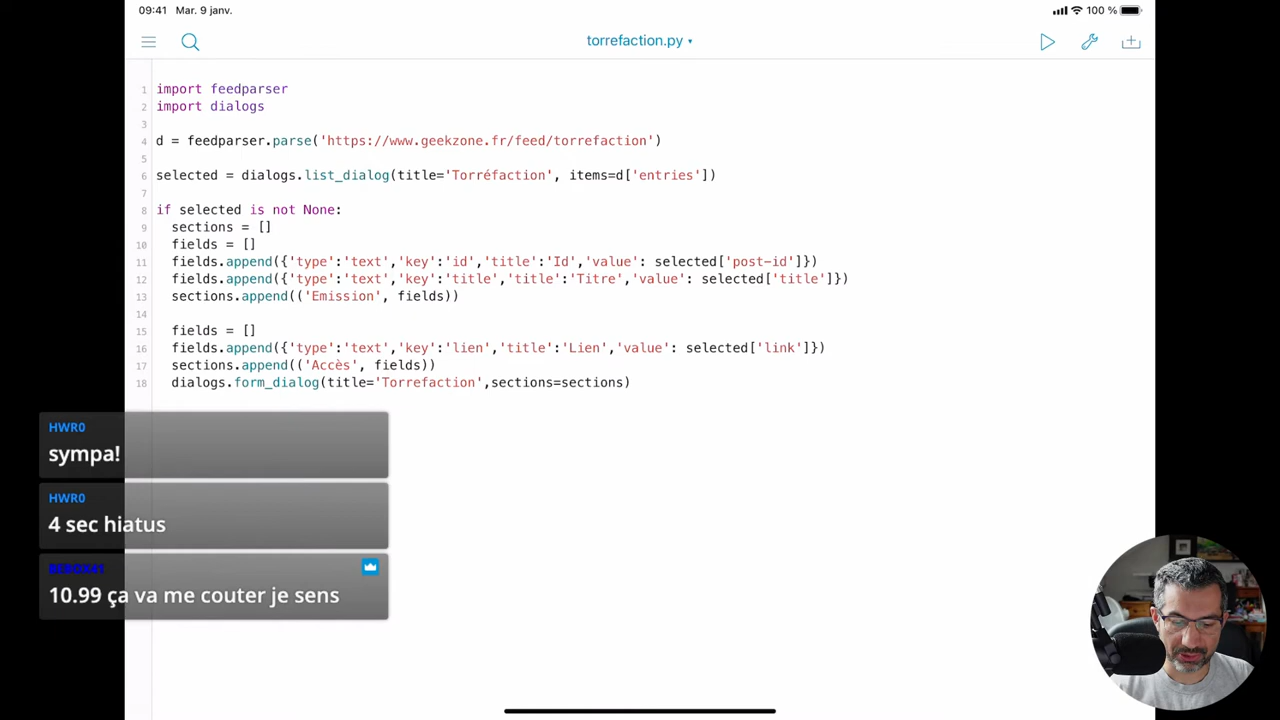 09:41 Mar. 9 janv. 100 %
torrefaction.py
1 import feedparser
2 import dialogs
3
4 d = feedparser.parse('https://www.geekzone.fr/feed/torrefaction')
5
6 selected = dialogs.list_dialog(title='Torréfaction', items=d['entries'])
7
8 if selected is not None:
9 sections = []
10 fields = []
11 fields.append({'type':'text','key':'id','title':'Id','value': selected['post-id']})
12 fields.append({'type':'text','key':'title','title':'Titre','value': selected['title']})
13 sections.append(('Emission', fields))
14
15 fields = []
16 fields.append({'type':'text','key':'lien','title':'Lien','value': selected['link']})
17 sections.append(('Accès', fields))
18 dialogs.form_dialog(title='Torrefaction',sections=sections)
HWR0
sympa!
HWR0
4 sec hiatus
10.99 ça va me couter je sens